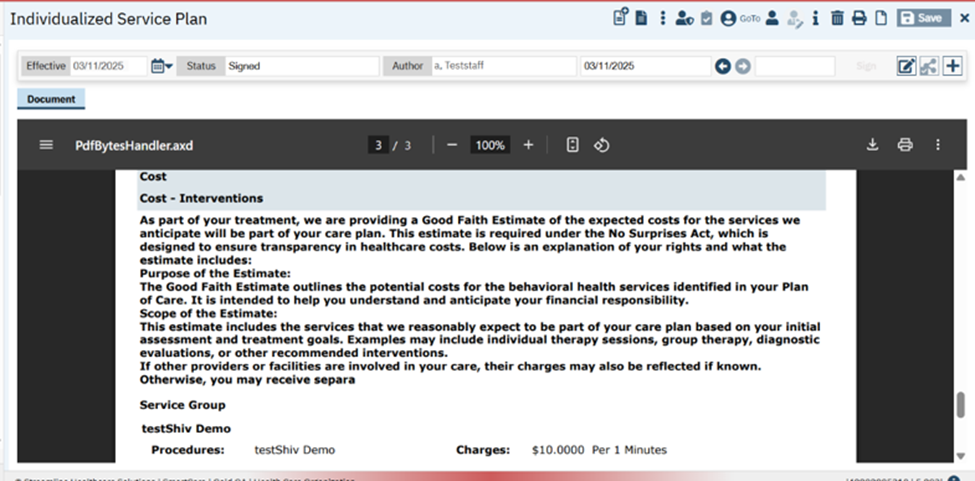 Individualized Service Plan
GoTo
Save
Effective 03/11/2025 Status Signed Author a, Teststaff 03/11/2025 Sign
Document
PdfBytesHandler.axd 3 / 3 100%
Cost
Cost - Interventions
As part of your treatment, we are providing a Good Faith Estimate of the expected costs for the services we
anticipate will be part of your care plan. This estimate is required under the No Surprises Act, which is
designed to ensure transparency in healthcare costs. Below is an explanation of your rights and what the
estimate includes:
Purpose of the Estimate:
The Good Faith Estimate outlines the potential costs for the behavioral health services identified in your Plan
of Care. It is intended to help you understand and anticipate your financial responsibility.
Scope of the Estimate:
This estimate includes the services that we reasonably expect to be part of your care plan based on your initial
assessment and treatment goals. Examples may include individual therapy sessions, group therapy, diagnostic
evaluations, or other recommended interventions.
If other providers or facilities are involved in your care, their charges may also be reflected if known.
Otherwise, you may receive separa
Service Group
testShiv Demo
Procedures: testShiv Demo Charges: $10.0000 Per 1 Minutes